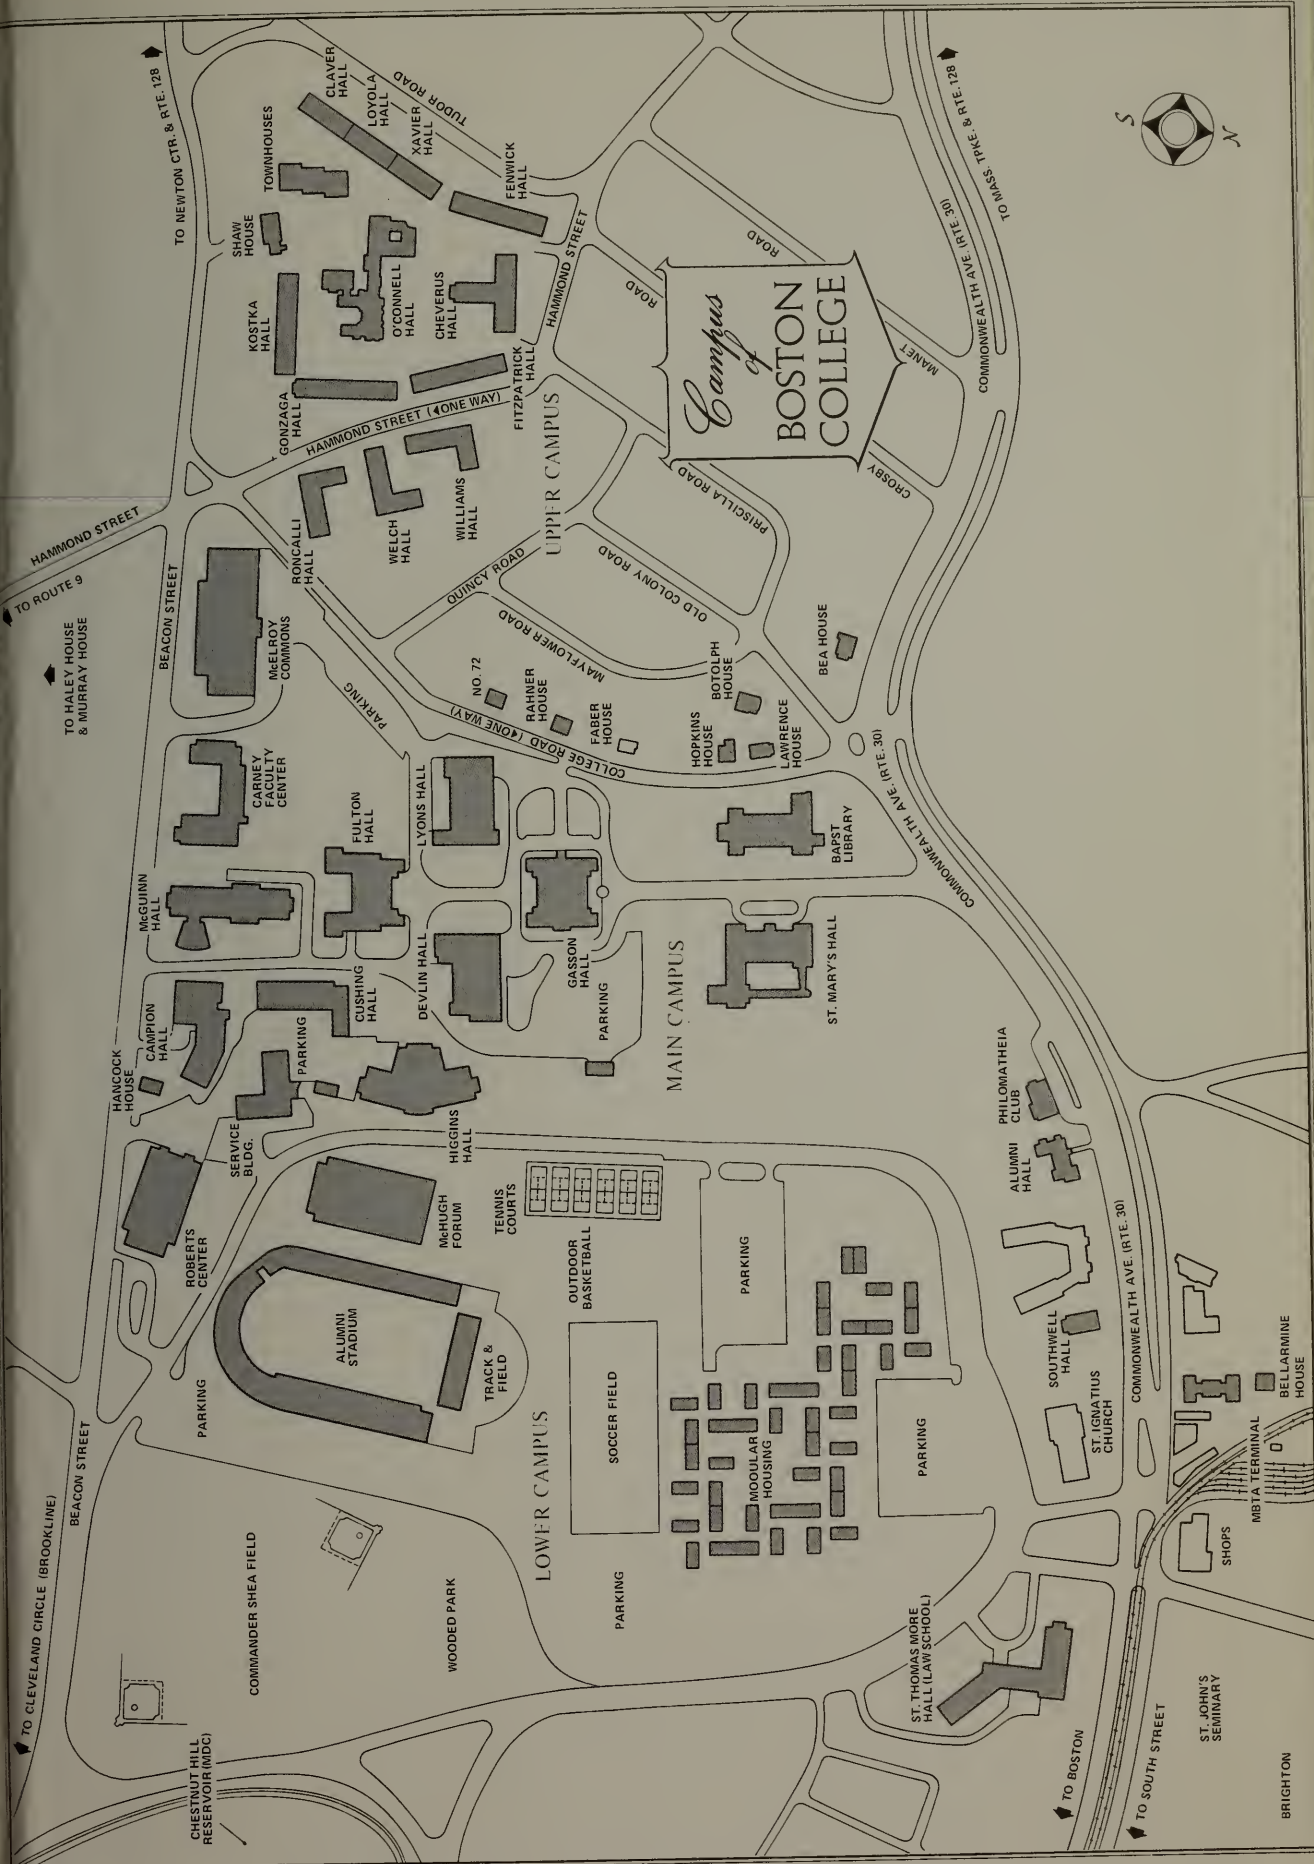 Campus
of
BOSTON
COLLEGE
TO NEWTON CTR. & RTE. 128
CLAVER
HALL
LOYOLA
HALL
XAVIER
HALL
TUDOR ROAD
TOWNHOUSES
FENWICK
HALL
SHAW
HOUSE
O'CONNELL
HALL
CHEVERUS
HALL
HAMMOND STREET
KOSTKA
HALL
GONZAGA
HALL
FITZPATRICK
HALL
HAMMOND STREET (ONE WAY)
UPPER CAMPUS
RONCALLI
HALL
WELCH
HALL
WILLIAMS
HALL
HAMMOND STREET
TO ROUTE 9
TO HALEY HOUSE
& MURRAY HOUSE
BEACON STREET
McELROY
COMMONS
PARKING
QUINCY ROAD
MAYFLOWER ROAD
OLD COLONY ROAD
PRISCILLA ROAD
ROAD
ROAD
MANET
CROSBY
COMMONWEALTH AVE. (RTE. 30)
COMMONWEALTH AVE. (RTE. 30)
TO MASS. TPKE. & RTE. 128
S
N
NO. 72
RAHNER
HOUSE
FABER
HOUSE
COLLEGE ROAD (ONE WAY)
HOPKINS
HOUSE
BOTOLPH
HOUSE
LAWRENCE
HOUSE
BEA HOUSE
CARNEY
FACULTY
CENTER
FULTON
HALL
LYONS HALL
BAPST
LIBRARY
COMMONWEALTH AVE. (RTE. 30)
COMMONWEALTH AVE.
McGUINN
HALL
DEVLIN HALL
GASSON
HALL
PARKING
MAIN CAMPUS
ST. MARY'S HALL
HANCOCK
HOUSE
CAMPION
HALL
CUSHING
HALL
PARKING
SERVICE
BLDG.
HIGGINS
HALL
PHILOMATHEIA
CLUB
ALUMNI
HALL
ROBERTS
CENTER
McHUGH
FORUM
TENNIS
COURTS
OUTDOOR
BASKETBALL
PARKING
ALUMNI
STADIUM
TRACK &
FIELD
PARKING
LOWER CAMPUS
SOCCER FIELD
MODULAR
HOUSING
PARKING
SOUTHWELL
HALL
ST. IGNATIUS
CHURCH
COMMONWEALTH AVE. (RTE. 30)
BELLARMINE
HOUSE
MBTA TERMINAL
SHOPS
BEACON STREET
TO CLEVELAND CIRCLE (BROOKLINE)
COMMANDER SHEA FIELD
WOODED PARK
PARKING
ST. THOMAS MORE
HALL (LAW SCHOOL)
CHESTNUT HILL
RESERVOIR (MDC)
TO BOSTON
TO SOUTH STREET
ST. JOHN'S
SEMINARY
BRIGHTON